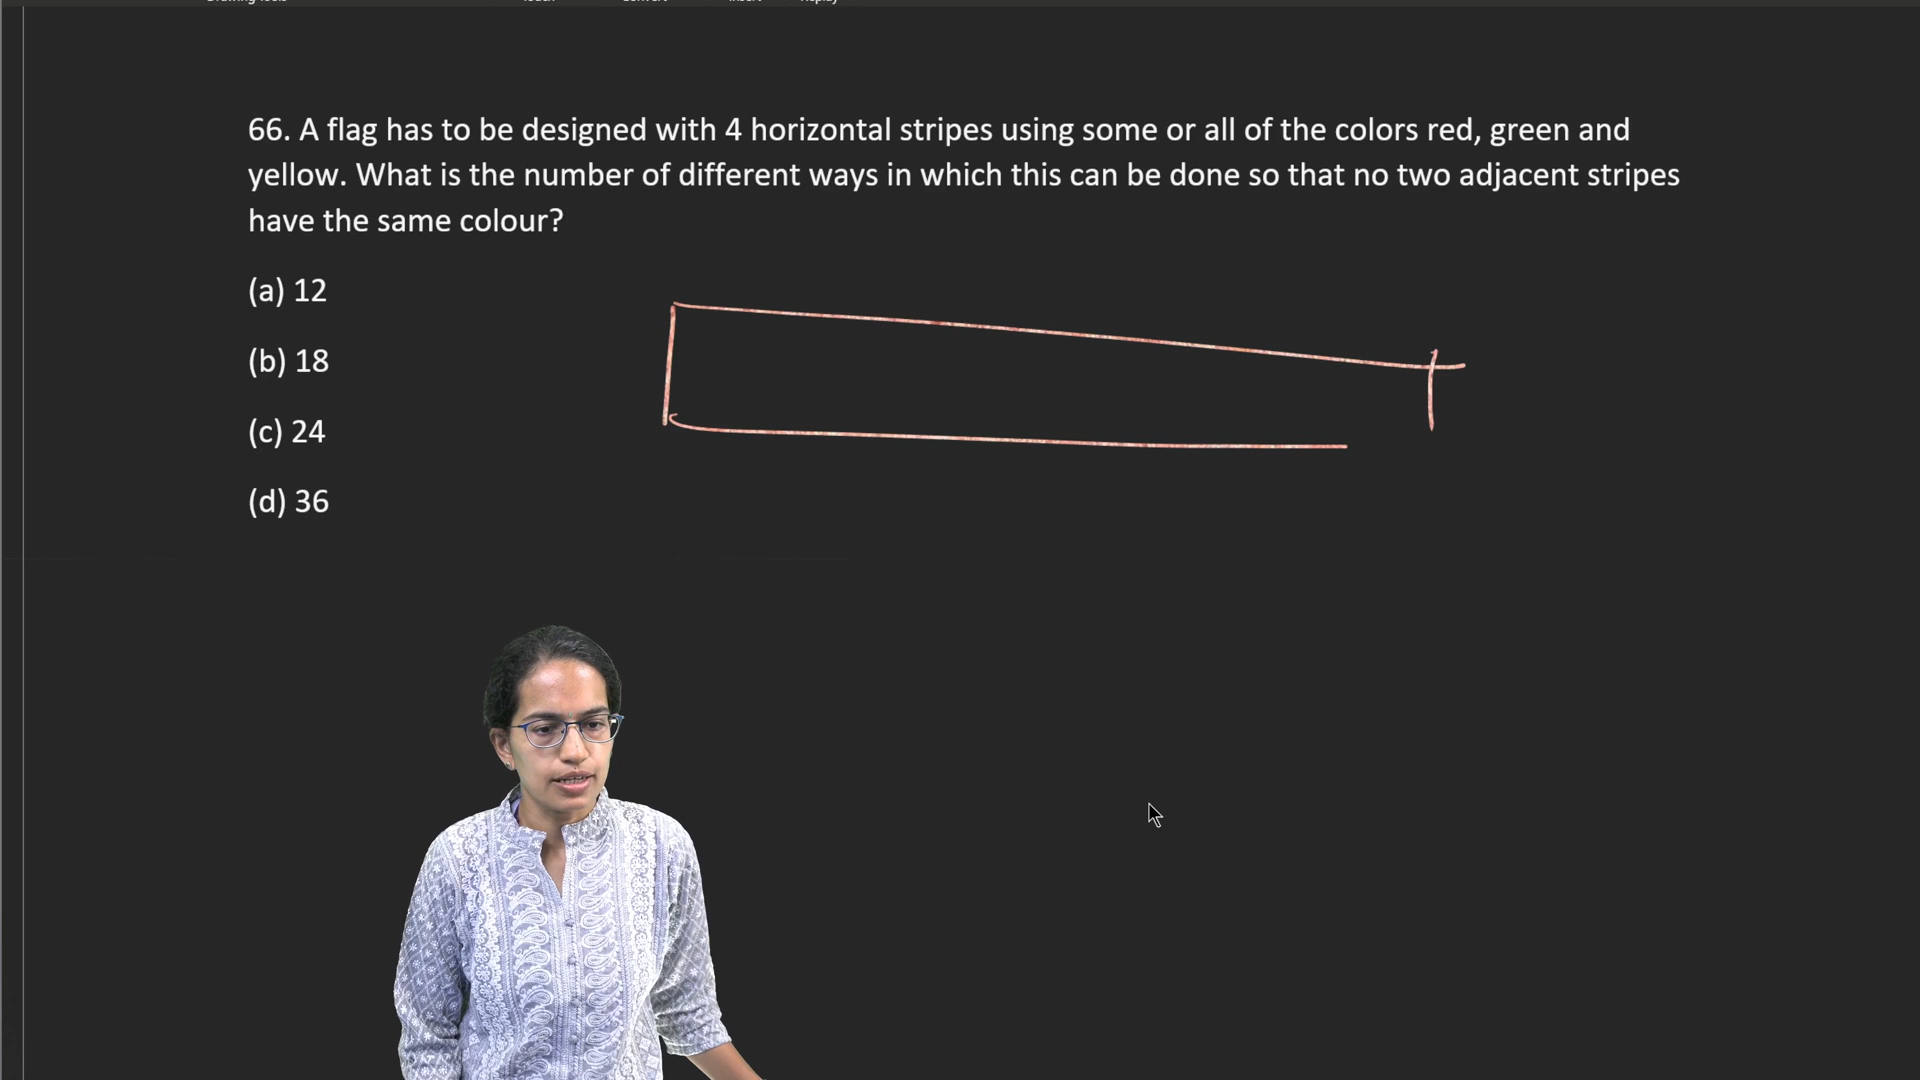 66. A flag has to be designed with 4 horizontal stripes using some or all of the colors red, green and
yellow. What is the number of different ways in which this can be done so that no two adjacent stripes
have the same colour?
(a) 12
(b) 18
(c) 24
(d) 36